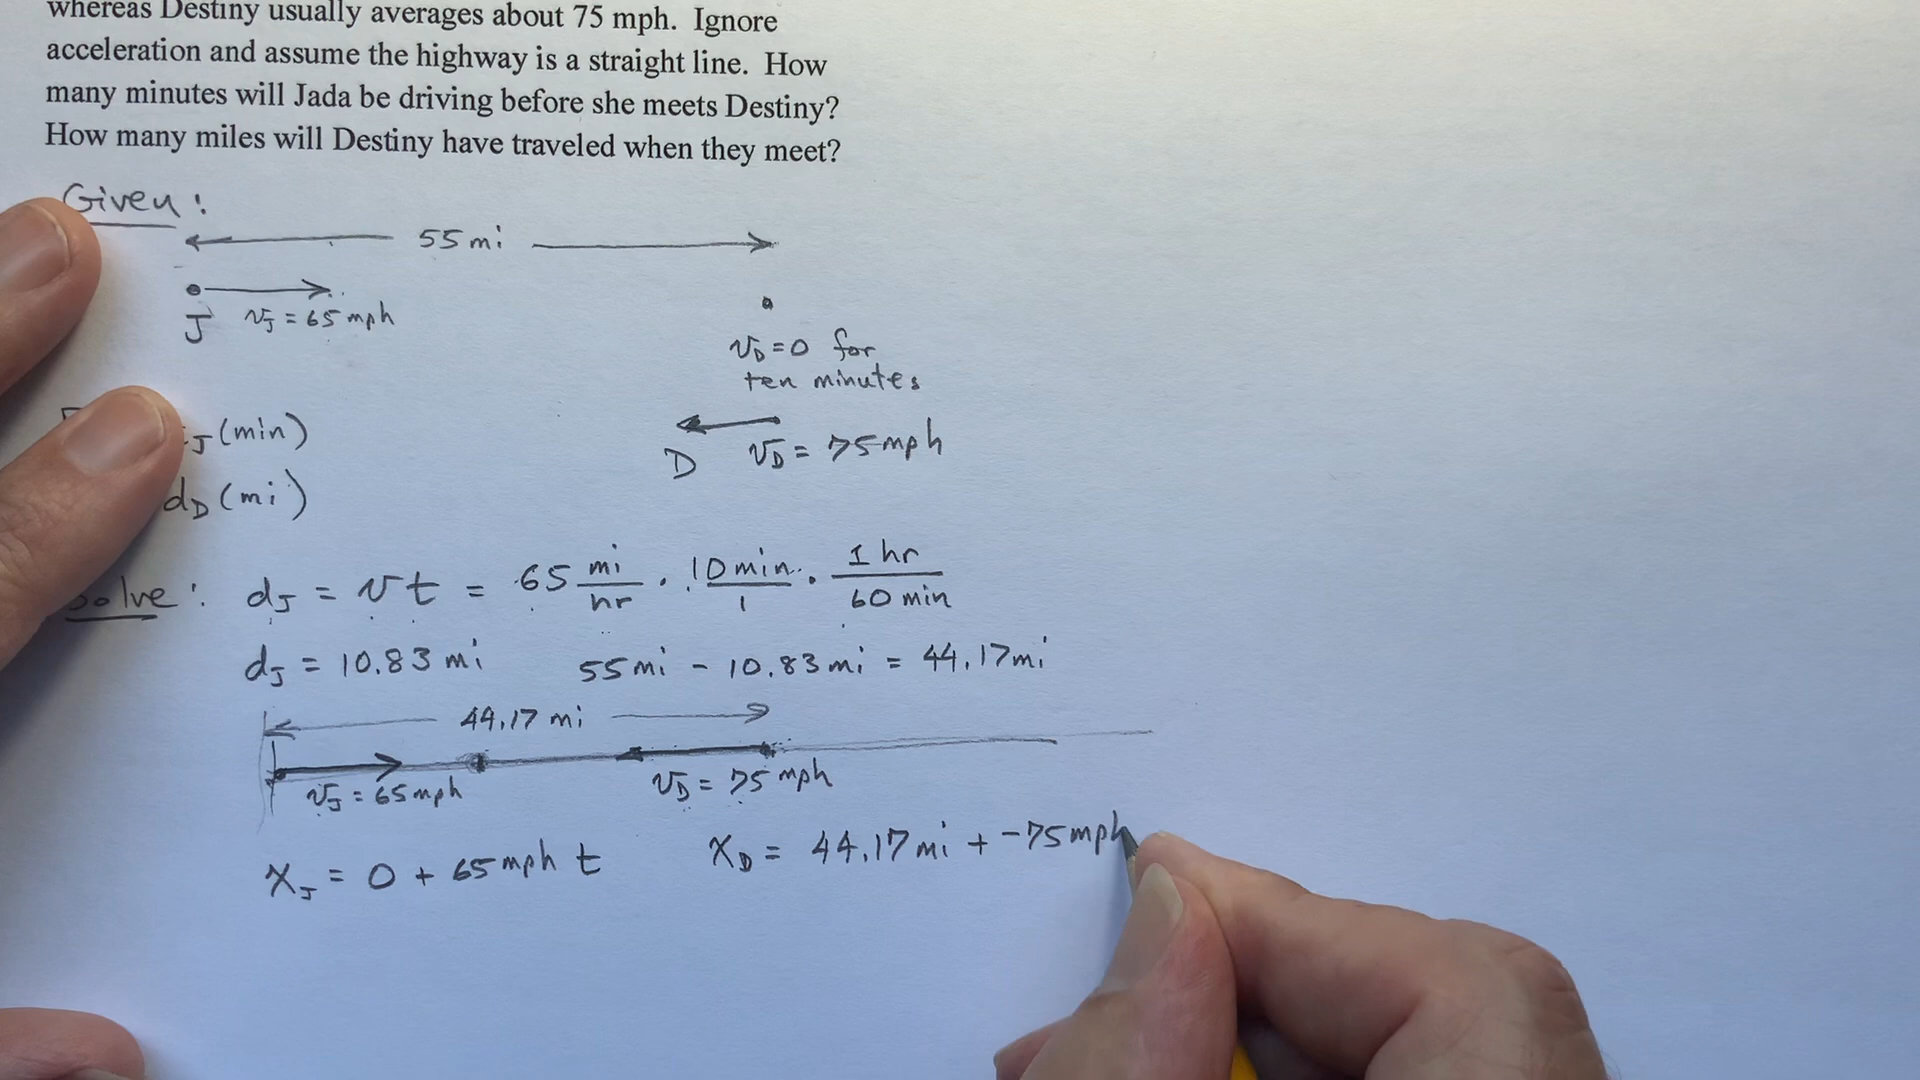 whereas Destiny usually averages about 75 mph. Ignore
acceleration and assume the highway is a straight line. How
many minutes will Jada be driving before she meets Destiny?
How many miles will Destiny have traveled when they meet?
Given:
55 mi
J v_J = 65 mph
v_D = 0 for
ten minutes
D v_D = 75 mph
J (min)
d_D (mi)
Solve: d_J = vt = 65 mi/hr · 10 min/1 · 1 hr/60 min
d_J = 10.83 mi 55 mi - 10.83 mi = 44.17 mi
44.17 mi
v_J = 65 mph v_D = 75 mph
x_J = 0 + 65 mph t x_D = 44.17 mi + -75 mph